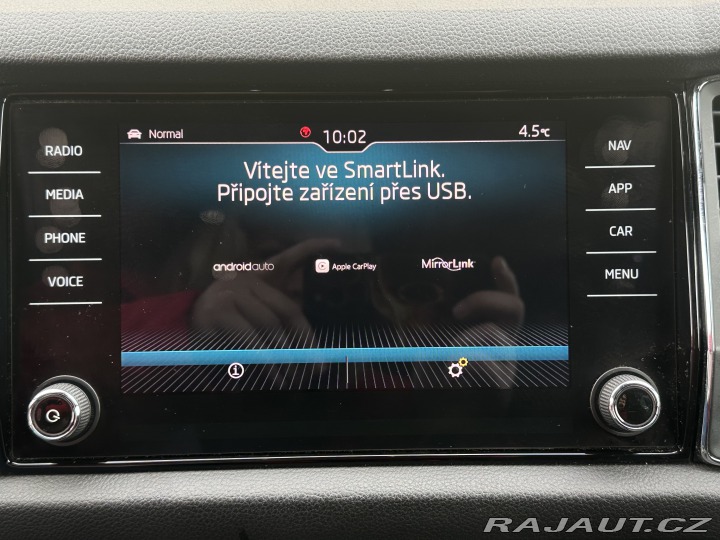 Normal
10:02
4.5°C
RADIO
MEDIA
PHONE
VOICE
Vítejte ve SmartLink.
Připojte zařízení přes USB.
androidauto
Apple CarPlay
MirrorLink
NAV
APP
CAR
MENU
RAJAUT.CZ